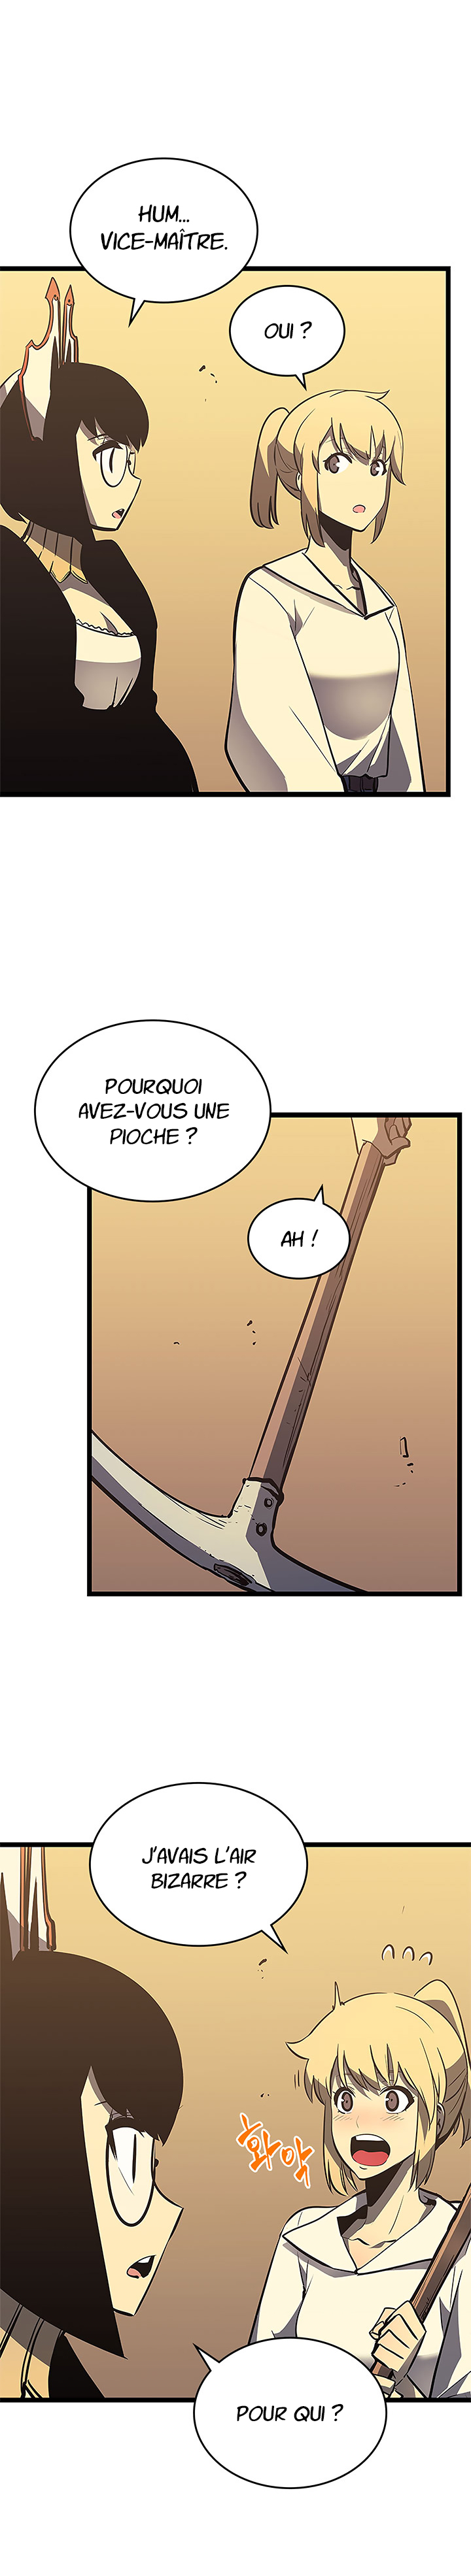 HUM...
VICE-MAÎTRE.
OUI ?
POURQUOI
AVEZ-VOUS UNE
PIOCHE ?
AH !
J'AVAIS L'AIR
BIZARRE ?
화악
POUR QUI ?